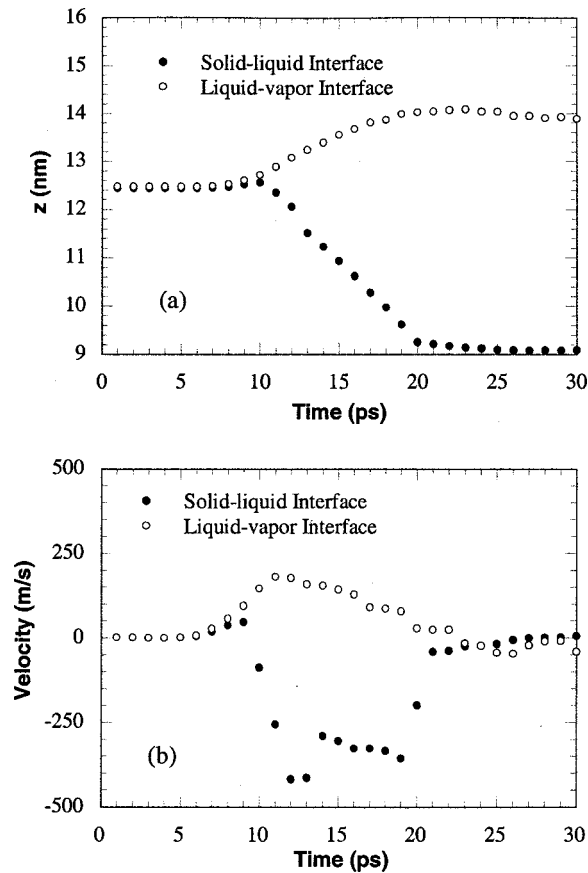 16
15
14
13
12
11
10
9
z (nm)
Solid-liquid Interface
Liquid-vapor Interface
(a)
0 5 10 15 20 25 30
Time (ps)
500
250
0
-250
-500
Velocity (m/s)
Solid-liquid Interface
Liquid-vapor Interface
(b)
0 5 10 15 20 25 30
Time (ps)